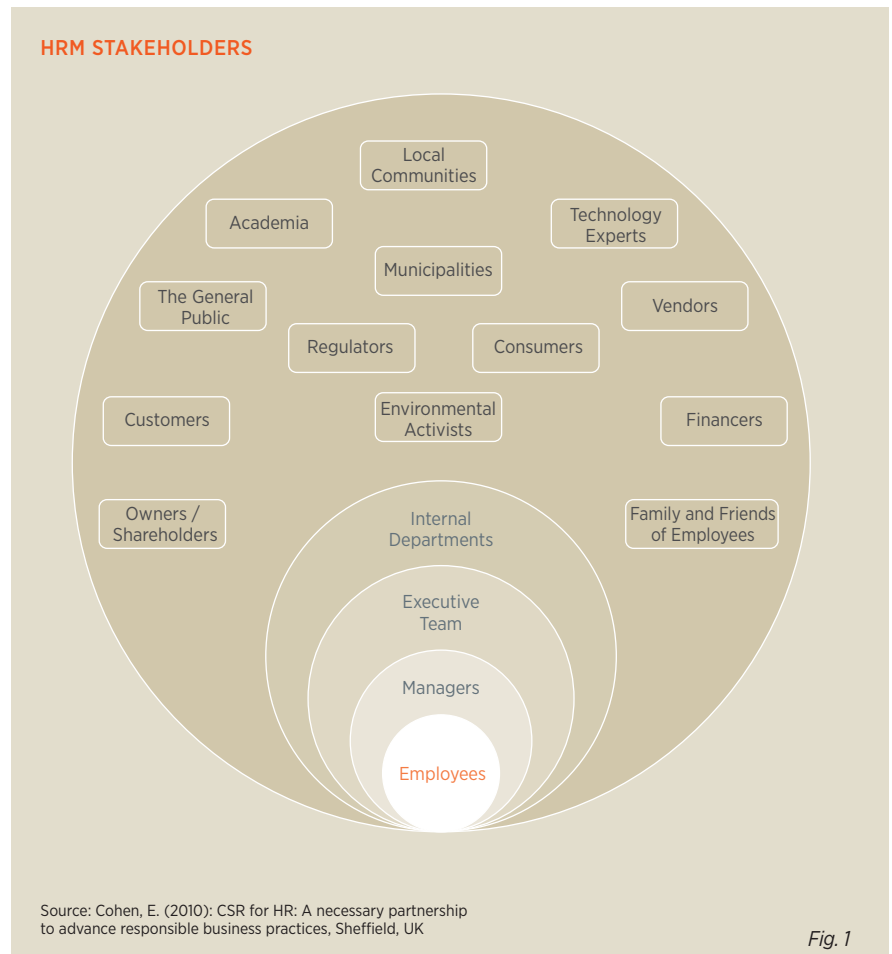 HRM STAKEHOLDERS
Local
Communities
Academia
Technology
Experts
Municipalities
The General
Public
Vendors
Regulators
Consumers
Customers
Environmental
Activists
Financers
Owners /
Shareholders
Internal
Departments
Family and Friends
of Employees
Executive
Team
Managers
Employees
Source: Cohen, E. (2010): CSR for HR: A necessary partnership
to advance responsible business practices, Sheffield, UK
Fig. 1